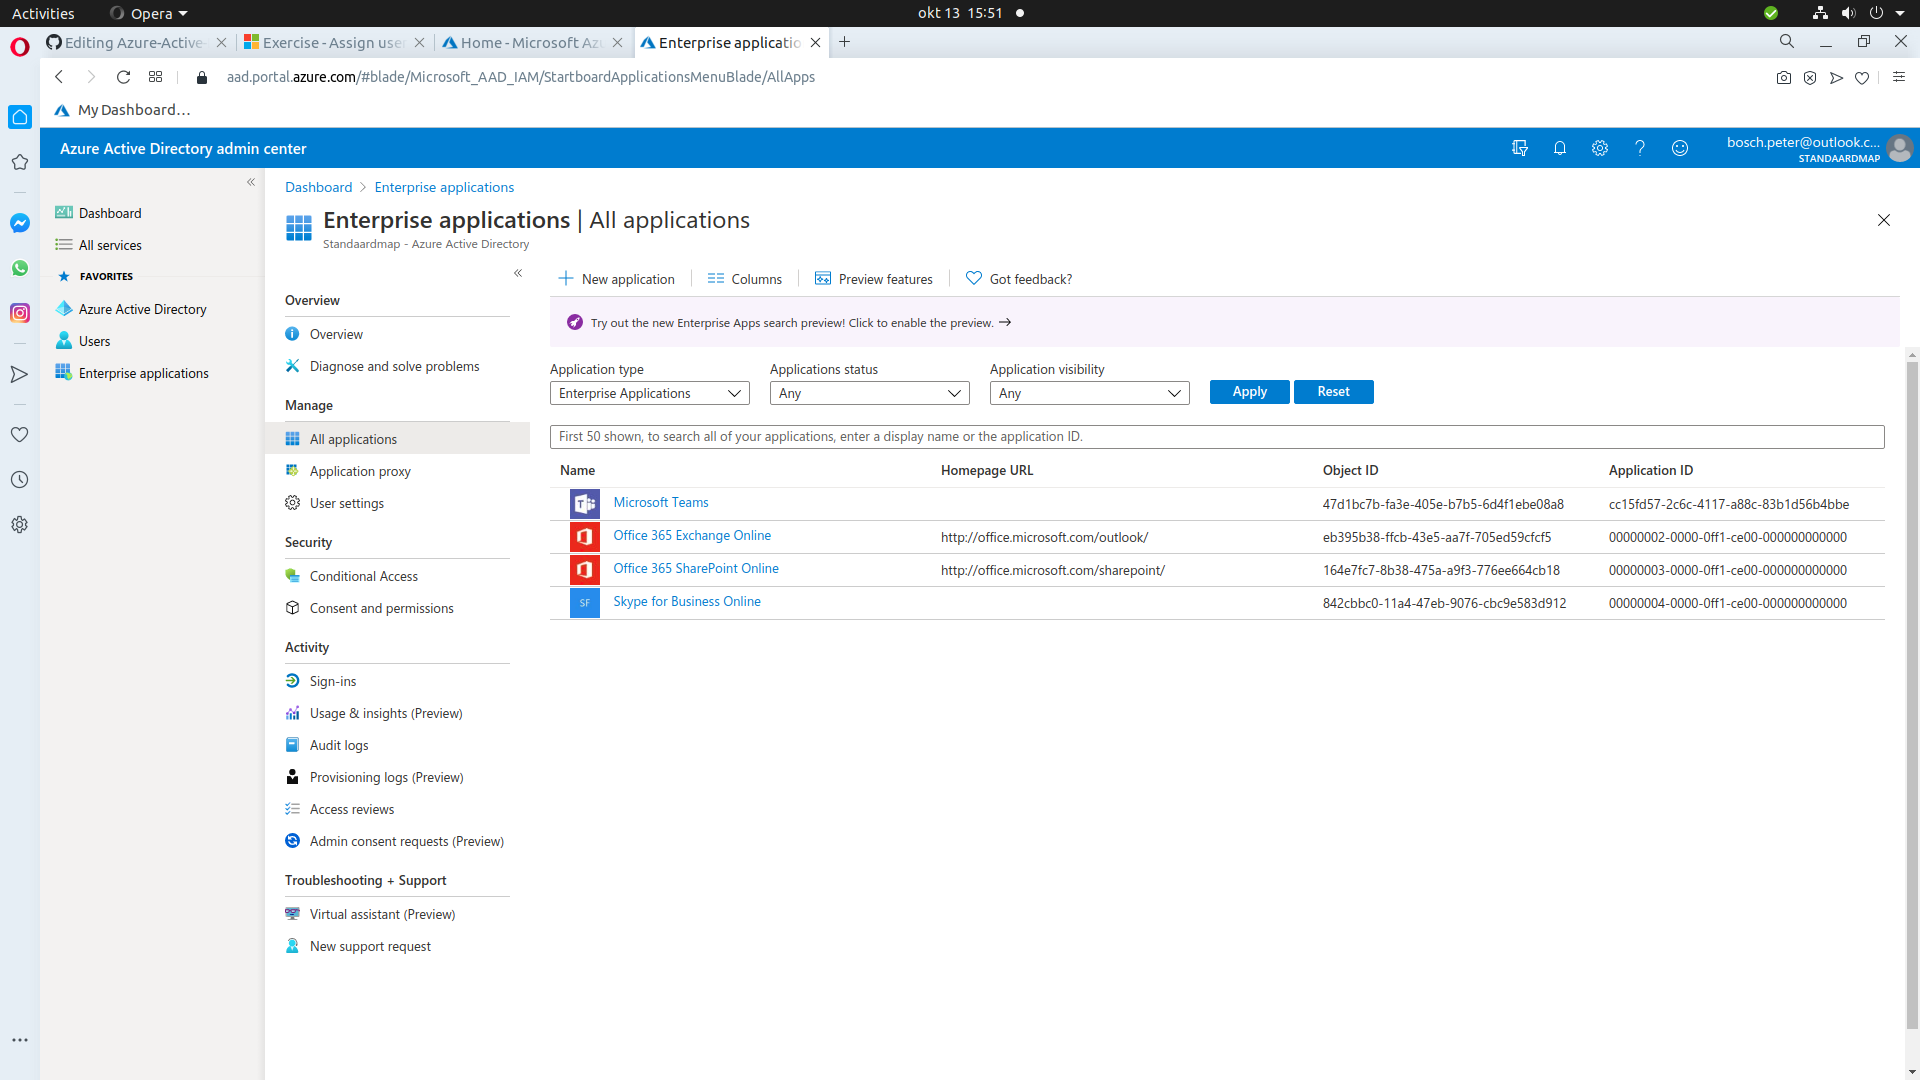 Activities
Opera
okt 13 15:51
Editing Azure-Active-
Exercise - Assign use
Home - Microsoft Az
Enterprise applicatio
aad.portal.azure.com/#blade/Microsoft_AAD_IAM/StartboardApplicationsMenuBlade/AllApps
My Dashboard...
Azure Active Directory admin center
bosch.peter@outlook.c...
STANDAARDMAP
Dashboard
All services
FAVORITES
Azure Active Directory
Users
Enterprise applications
Dashboard > Enterprise applications
Enterprise applications | All applications
Standaardmap - Azure Active Directory
Overview
Overview
Diagnose and solve problems
Manage
All applications
Application proxy
User settings
Security
Conditional Access
Consent and permissions
Activity
Sign-ins
Usage & insights (Preview)
Audit logs
Provisioning logs (Preview)
Access reviews
Admin consent requests (Preview)
Troubleshooting + Support
Virtual assistant (Preview)
New support request
New application
Columns
Preview features
Got feedback?
Try out the new Enterprise Apps search preview! Click to enable the preview. →
Application type
Applications status
Application visibility
Enterprise Applications
Any
Any
Apply
Reset
First 50 shown, to search all of your applications, enter a display name or the application ID.
Name Homepage URL Object ID Application ID
Microsoft Teams 47d1bc7b-fa3e-405e-b7b5-6d4f1ebe08a8 cc15fd57-2c6c-4117-a88c-83b1d56b4bbe
Office 365 Exchange Online http://office.microsoft.com/outlook/ eb395b38-ffcb-43e5-aa7f-705ed59cfcf5 00000002-0000-0ff1-ce00-000000000000
Office 365 SharePoint Online http://office.microsoft.com/sharepoint/ 164e7fc7-8b38-475a-a9f3-776ee664cb18 00000003-0000-0ff1-ce00-000000000000
SF Skype for Business Online 842cbbc0-11a4-47eb-9076-cbc9e583d912 00000004-0000-0ff1-ce00-000000000000